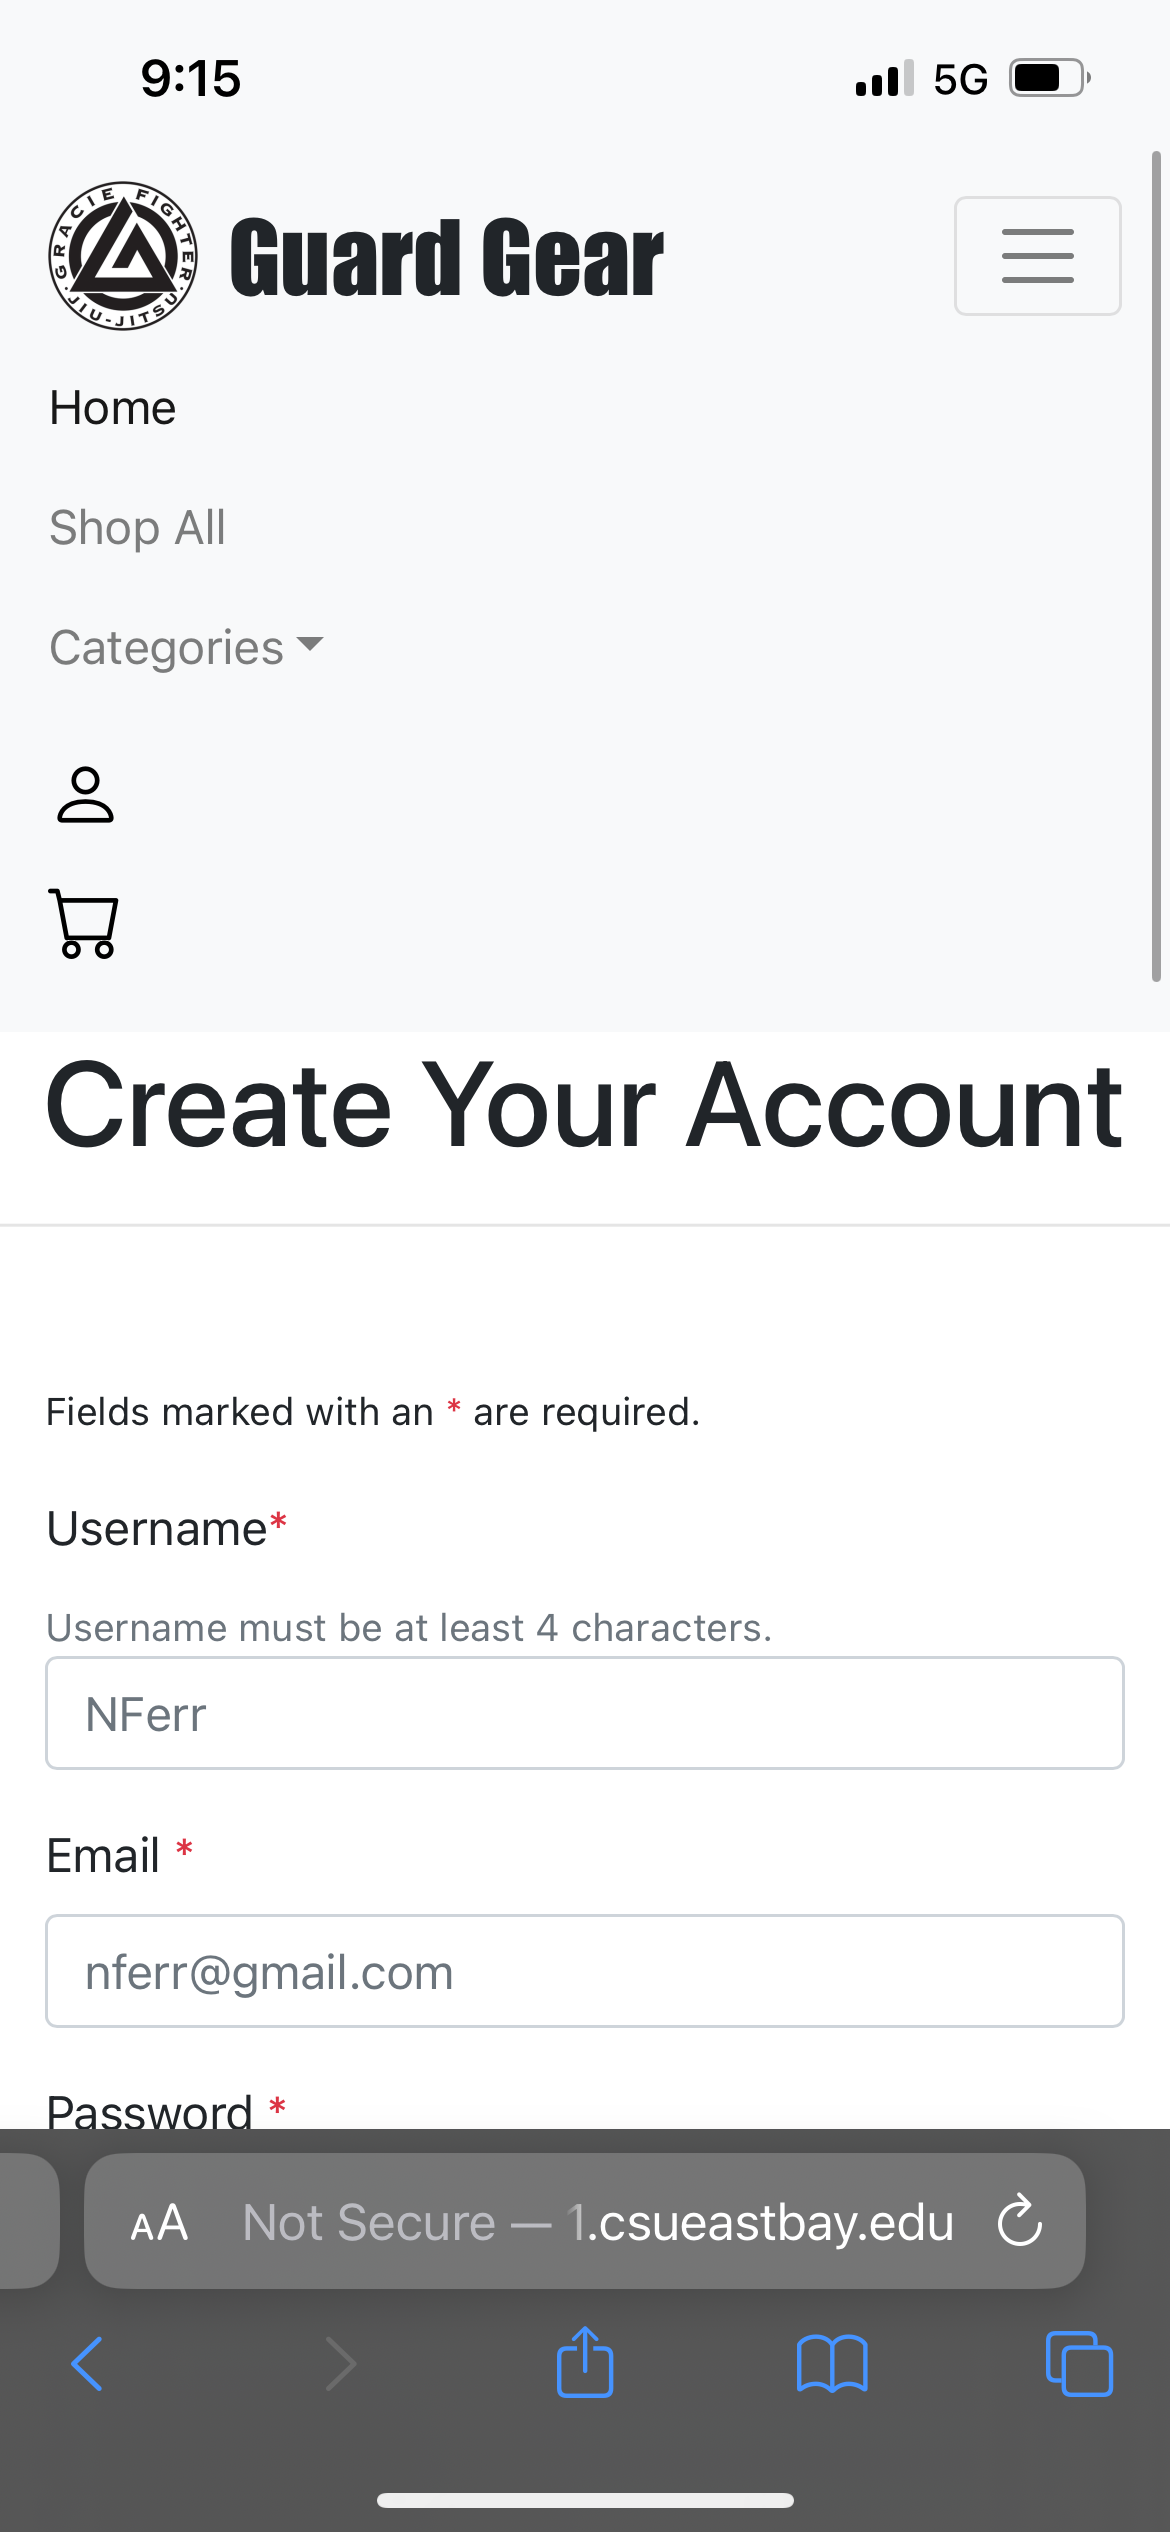 9:15
5G
GRACIE FIGHTER
JIU-JITSU
Guard Gear
Home
Shop All
Categories
Create Your Account
Fields marked with an * are required.
Username*
Username must be at least 4 characters.
NFerr
Email *
nferr@gmail.com
Password *
AA Not Secure — 1.csueastbay.edu